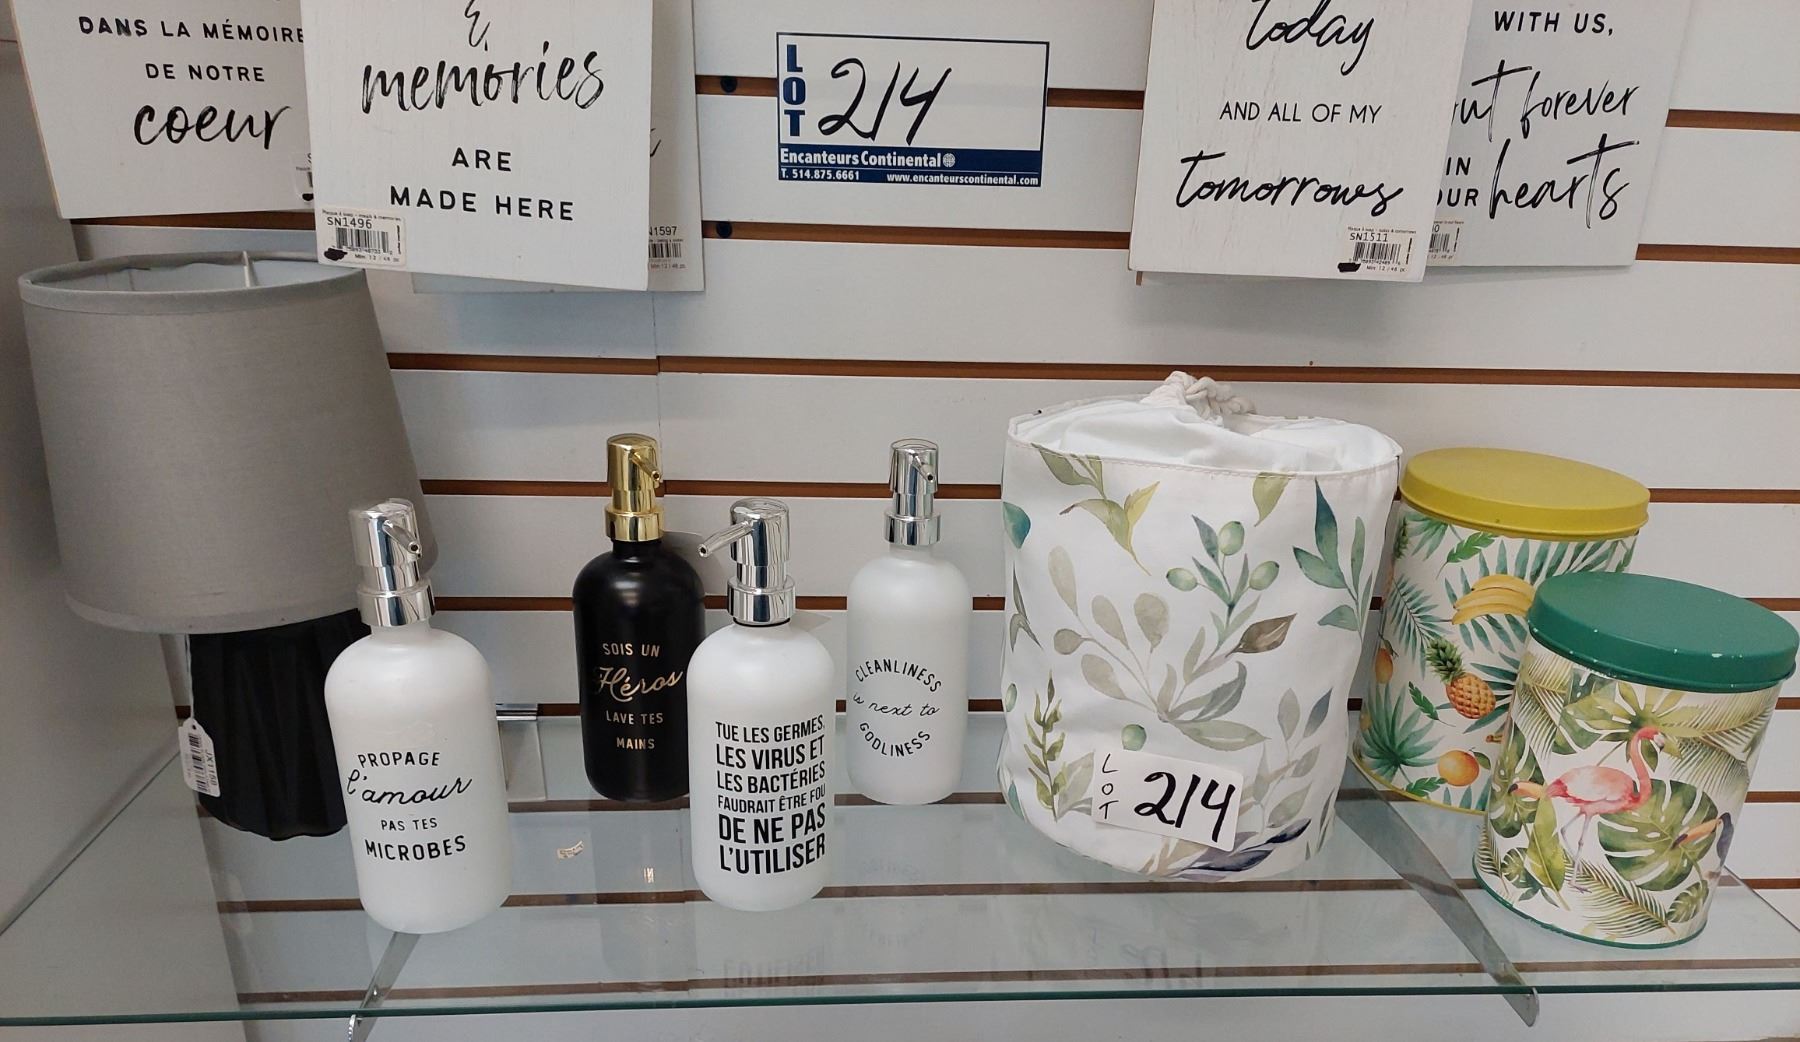 DANS LA MÉMOIRE
DE NOTRE
coeur
&
memories
ARE
MADE HERE
SN1496
LOT
214
Encanteurs Continental
T. 514.875.6661 www.encanteurscontinental.com
today
AND ALL OF MY
tomorrows
SN1511
WITH US,
forever
IN
hearts
PROPAGE
l'amour
PAS TES
MICROBES
SOIS UN
Héros
LAVE TES
MAINS
TUE LES GERMES,
LES VIRUS ET
LES BACTÉRIES
FAUDRAIT ÊTRE FOU
DE NE PAS
L'UTILISER
CLEANLINESS
is next to
GODLINESS
LOT
214